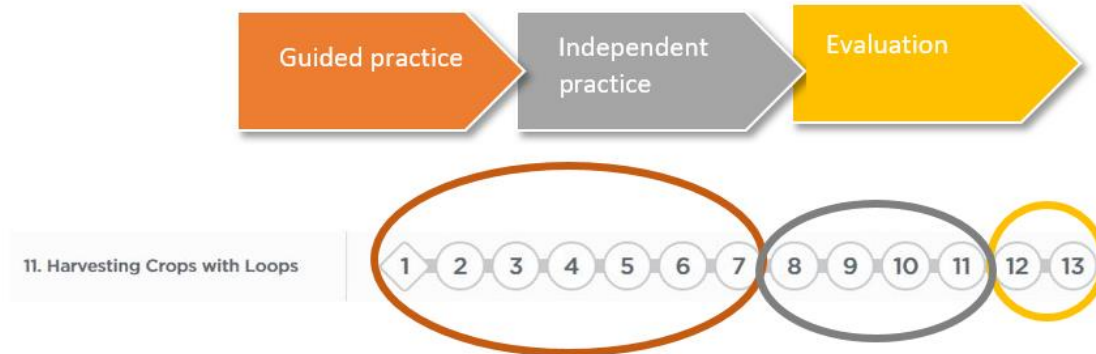 Guided practice
Independent
practice
Evaluation
11. Harvesting Crops with Loops
1 2 3 4 5 6 7 8 9 10 11 12 13